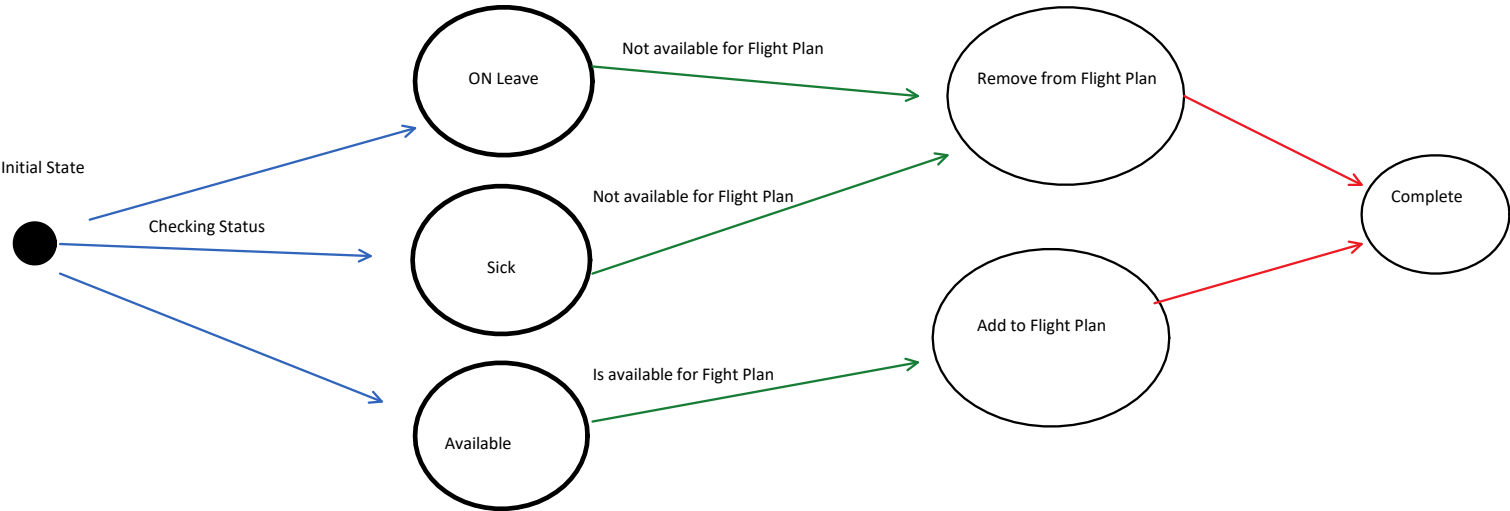 Initial State
Checking Status
ON Leave
Sick
Available
Not available for Flight Plan
Not available for Flight Plan
Is available for Fight Plan
Remove from Flight Plan
Add to Flight Plan
Complete